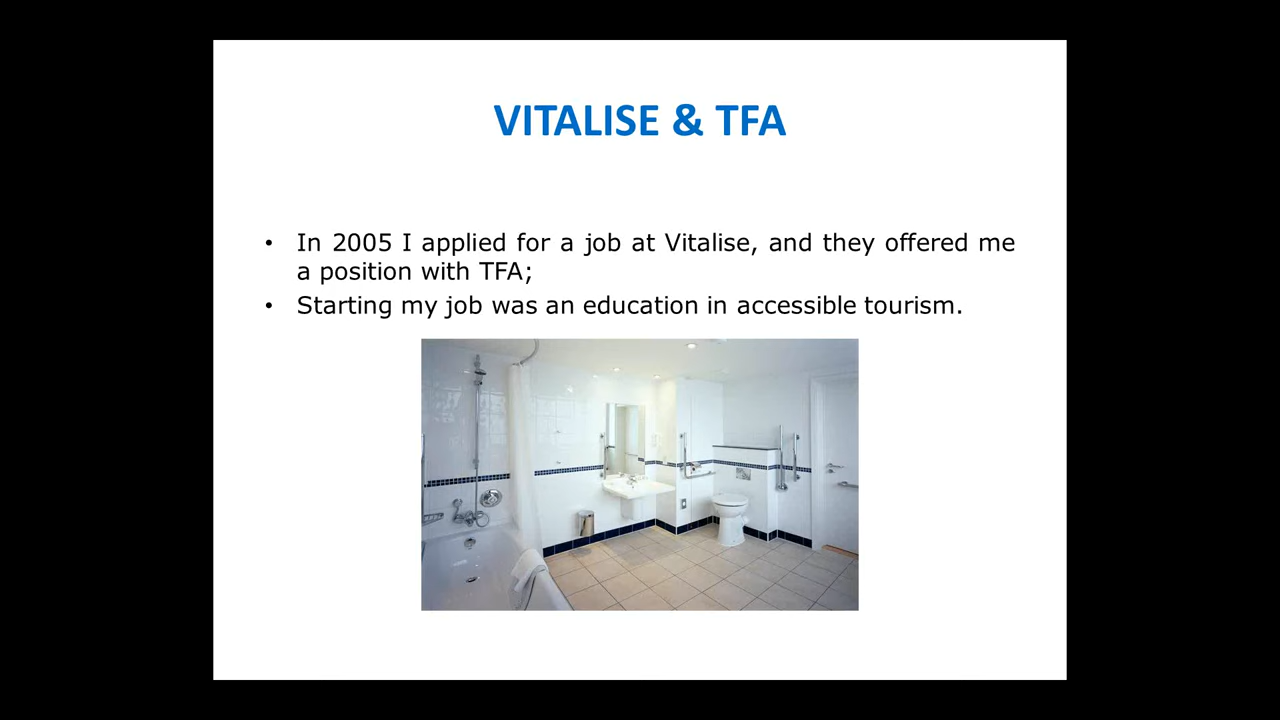 VITALISE & TFA
• In 2005 I applied for a job at Vitalise, and they offered me
a position with TFA;
• Starting my job was an education in accessible tourism.